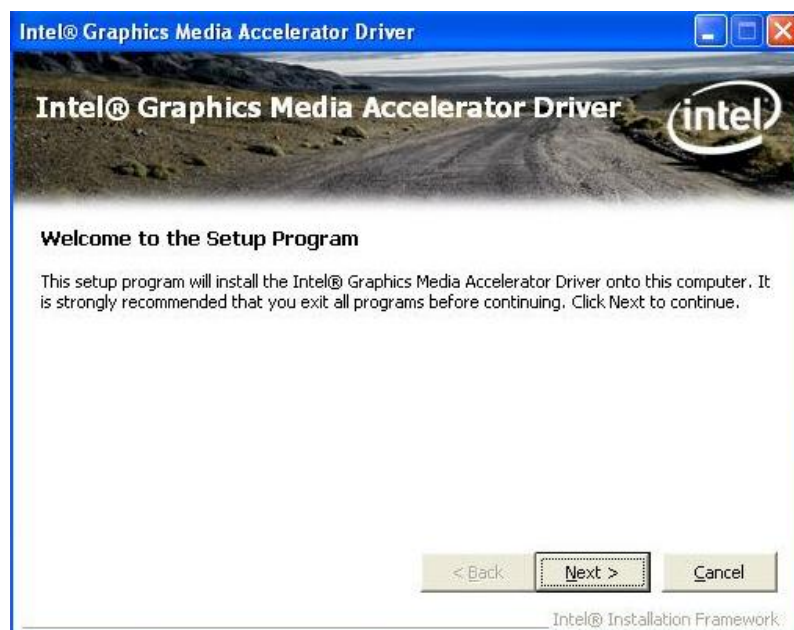 Intel® Graphics Media Accelerator Driver
Intel® Graphics Media Accelerator Driver
intel
Welcome to the Setup Program
This setup program will install the Intel® Graphics Media Accelerator Driver onto this computer. It
is strongly recommended that you exit all programs before continuing. Click Next to continue.
< Back
Next >
Cancel
Intel® Installation Framework